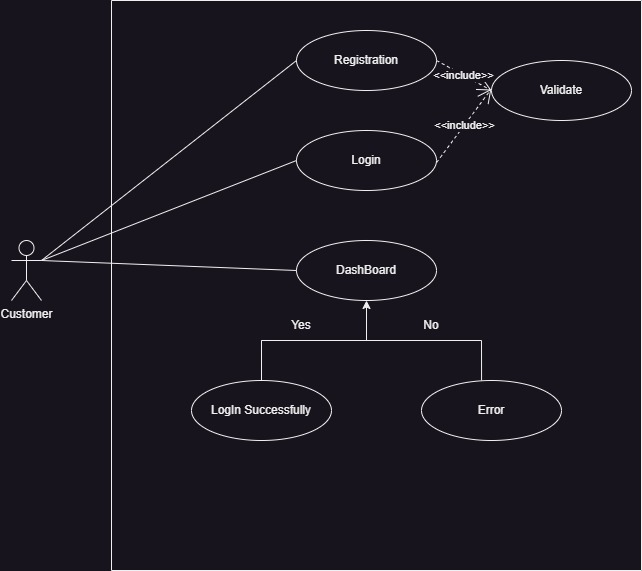 Registration
<<include>>
Validate
<<include>>
Login
DashBoard
Customer
Yes
No
LogIn Successfully
Error